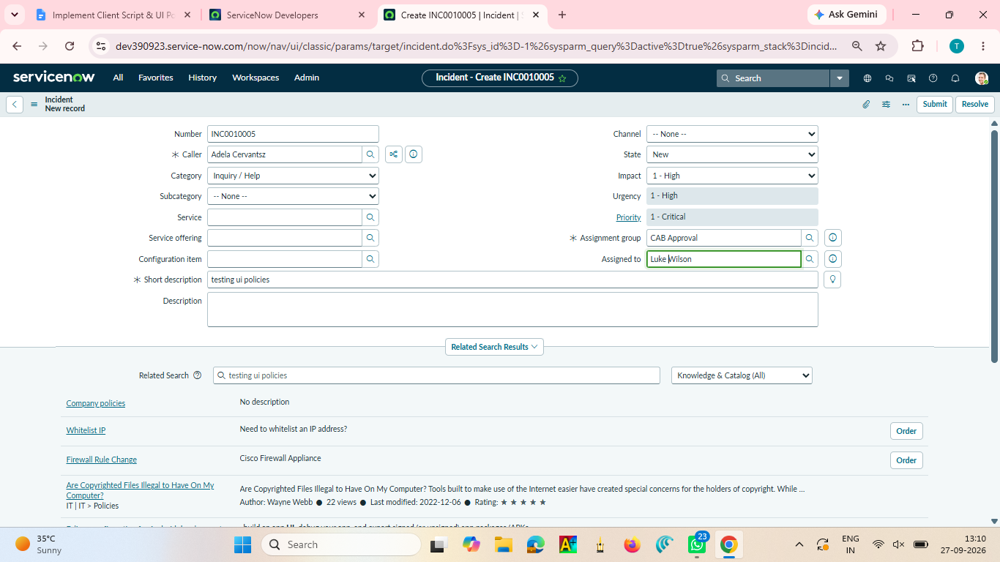 Implement Client Script & UI Po
ServiceNow Developers
Create INC0010005 | Incident | S
Ask Gemini
dev390923.service-now.com/now/nav/ui/classic/params/target/incident.do%3Fsys_id%3D-1%26sysparm_query%3Dactive%3Dtrue%26sysparm_stack%3Dincid...
T
servicenow All Favorites History Workspaces Admin
Incident - Create INC0010005
Search
Incident
New record
Submit Resolve
Number INC0010005
Channel -- None --
Caller Adela Cervantsz
State New
Category Inquiry / Help
Impact 1 - High
Subcategory -- None --
Urgency 1 - High
Service
Priority 1 - Critical
Service offering
Assignment group CAB Approval
Configuration item
Assigned to Luke Wilson
Short description testing ui policies
Description
Related Search Results
Related Search testing ui policies Knowledge & Catalog (All)
Company policies No description
Whitelist IP Need to whitelist an IP address? Order
Firewall Rule Change Cisco Firewall Appliance Order
Are Copyrighted Files Illegal to Have On My Computer?
IT | IT > Policies
Are Copyrighted Files Illegal to Have On My Computer? Tools built to make use of the Internet easier have created special concerns for the holders of copyright. While ...
Author: Wayne Webb ● 22 views ● Last modified: 2022-12-06 ● Rating: ★ ★ ★ ★ ★
35°C
Sunny
Search
23
ENG
IN
13:10
27-09-2026